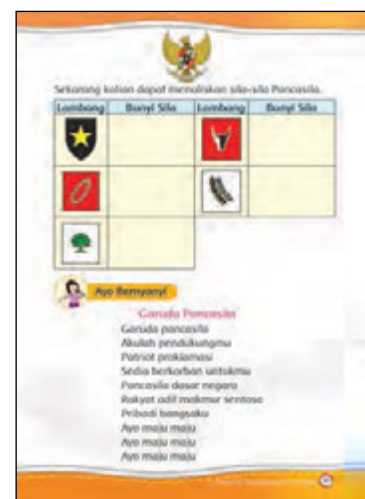 Sekarang kalian dapat menuliskan sila-sila Pancasila.
Lambang Bunyi Sila Lambang Bunyi Sila
Ayo Bernyanyi
Garuda Pancasila
Garuda pancasila
Akulah pendukungmu
Patriot proklamasi
Sedia berkorban untukmu
Pancasila dasar negara
Rakyat adil makmur sentosa
Pribadi bangsaku
Ayo maju maju
Ayo maju maju
Ayo maju maju